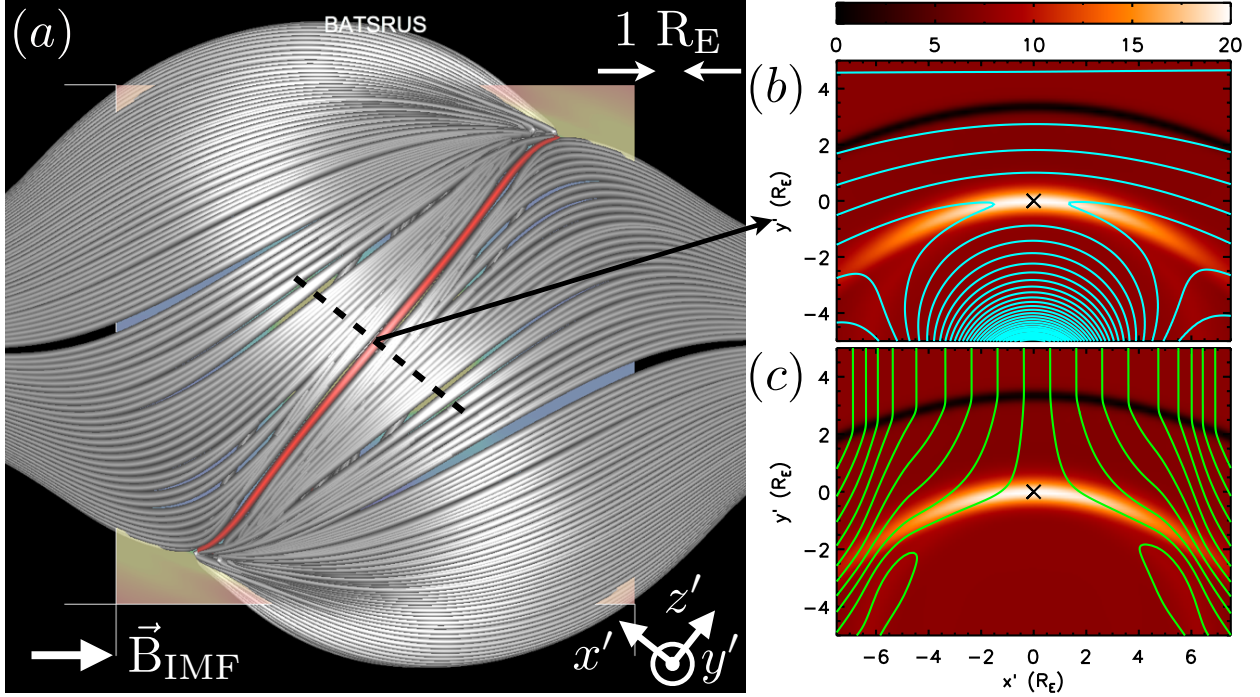 (a)
BATSRUS
1 R_E
B⃗_IMF
z'
x'
y'
0 5 10 15 20
(b)
4
2
0
-2
-4
y' (R_E)
(c)
4
2
0
-2
-4
y' (R_E)
-6 -4 -2 0 2 4 6
x' (R_E)